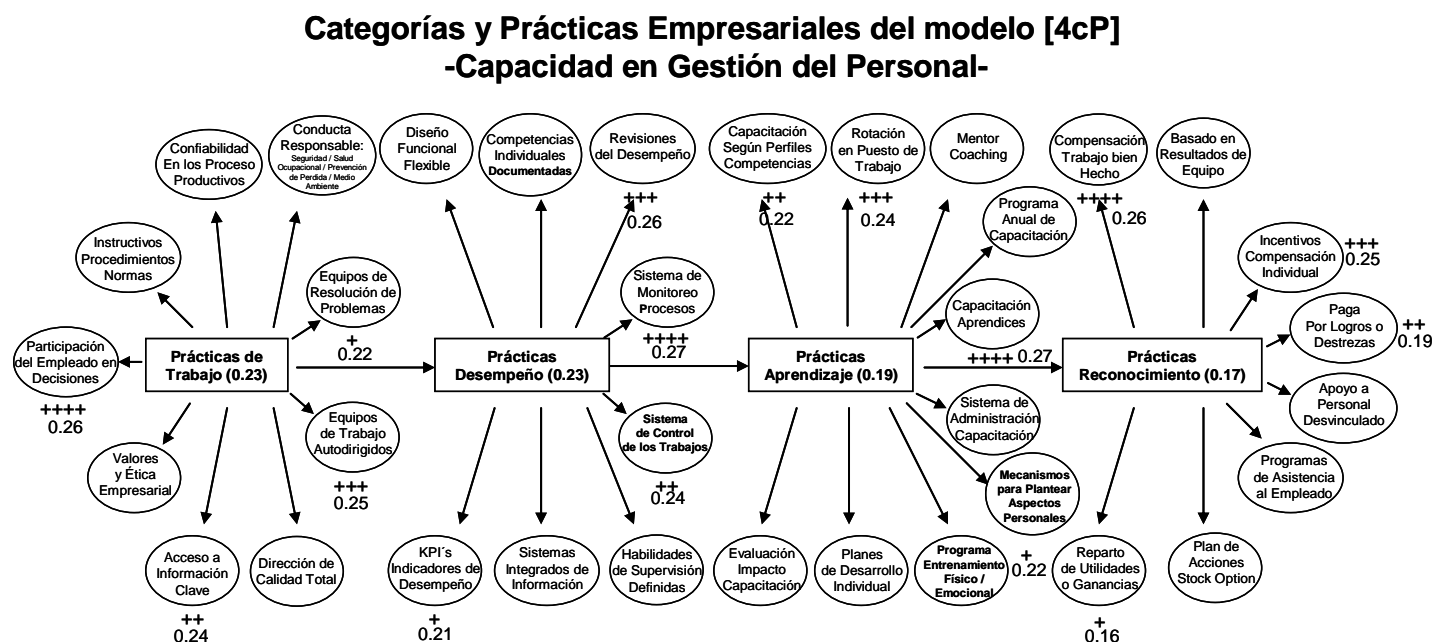 Categorías y Prácticas Empresariales del modelo [4cP]
-Capacidad en Gestión del Personal-
Confiabilidad
En los Proceso
Productivos
Conducta
Responsable:
Seguridad / Salud
Ocupacional / Prevención
de Perdida / Medio
Ambiente
Diseño
Funcional
Flexible
Competencias
Individuales
Documentadas
Revisiones
del Desempeño
+++
0.26
Capacitación
Según Perfiles
Competencias
++
0.22
Rotación
en Puesto de
Trabajo
+++
0.24
Mentor
Coaching
Compensación
Trabajo bien
Hecho
++++
0.26
Basado en
Resultados de
Equipo
Instructivos
Procedimientos
Normas
Equipos de
Resolución de
Problemas
+
0.22
Sistema de
Monitoreo
Procesos
++++
0.27
Programa
Anual de
Capacitación
Capacitación
Aprendices
++++ 0.27
Incentivos
Compensación
Individual
+++
0.25
Paga
Por Logros o
Destrezas
++
0.19
Participación
del Empleado en
Decisiones
++++
0.26
Prácticas de
Trabajo (0.23)
Prácticas
Desempeño (0.23)
Prácticas
Aprendizaje (0.19)
Prácticas
Reconocimiento (0.17)
Valores
y Ética
Empresarial
Equipos
de Trabajo
Autodirigidos
+++
0.25
Sistema
de Control
de los Trabajos
++
0.24
Sistema de
Administración
Capacitación
Mecanismos
para Plantear
Aspectos
Personales
Apoyo a
Personal
Desvinculado
Programas
de Asistencia
al Empleado
Acceso a
Información
Clave
++
0.24
Dirección de
Calidad Total
KPI´s
Indicadores de
Desempeño
+
0.21
Sistemas
Integrados de
Información
Habilidades
de Supervisión
Definidas
Evaluación
Impacto
Capacitación
Planes
de Desarrollo
Individual
Programa
Entrenamiento
Físico /
Emocional
+
0.22
Reparto
de Utilidades
o Ganancias
+
0.16
Plan de
Acciones
Stock Option